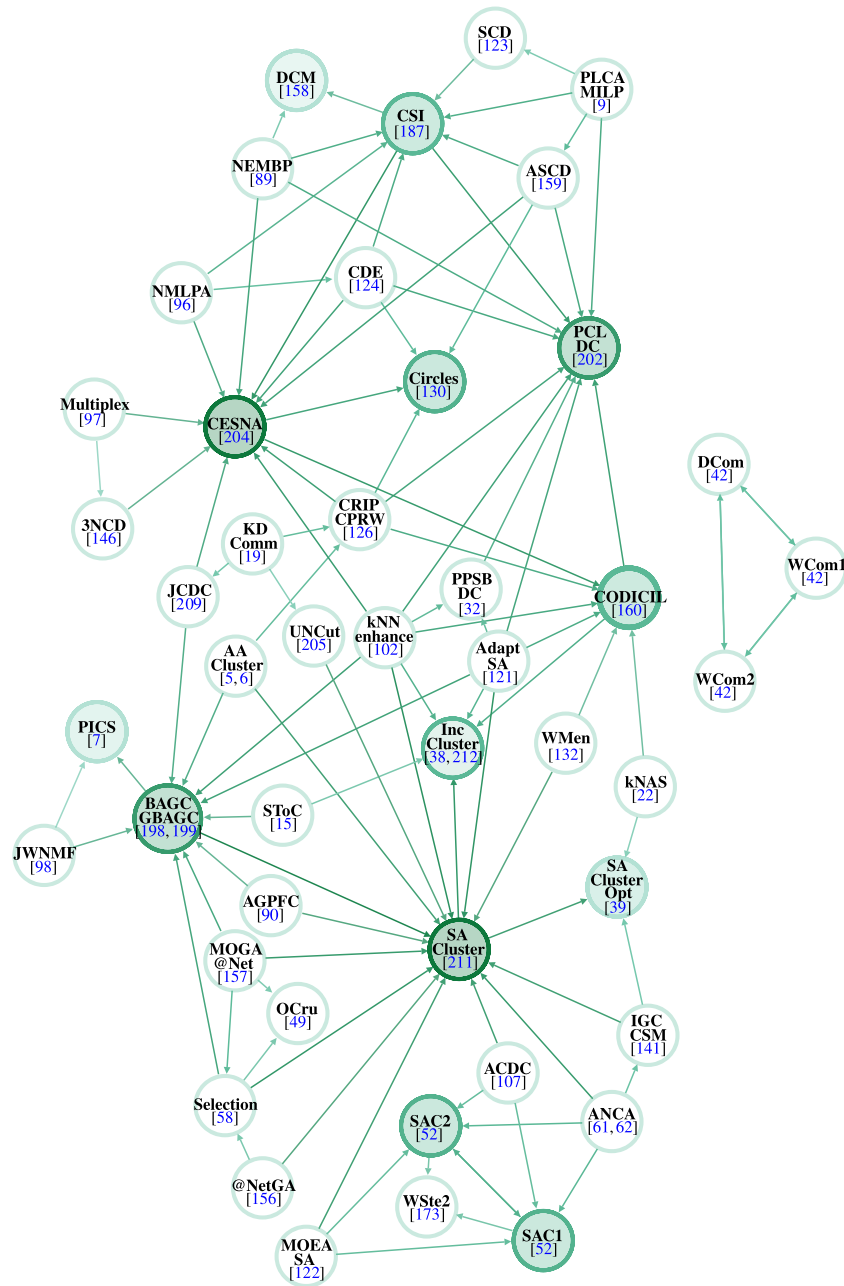 SCD
[123]
DCM
[158]
PLCA
MILP
[9]
CSI
[187]
NEMBP
[89]
ASCD
[159]
NMLPA
[96]
CDE
[124]
PCL
DC
[202]
Circles
[130]
Multiplex
[97]
CESNA
[204]
DCom
[42]
3NCD
[146]
KD
Comm
[19]
CRIP
CPRW
[126]
WCom1
[42]
JCDC
[209]
PPSB
DC
[32]
CODICIL
[160]
UNCut
[205]
kNN
enhance
[102]
AA
Cluster
[5, 6]
Adapt
SA
[121]
WCom2
[42]
PICS
[7]
Inc
Cluster
[38, 212]
WMen
[132]
kNAS
[22]
BAGC
GBAGC
[198, 199]
SToC
[15]
JWNMF
[98]
SA
Cluster
Opt
[39]
AGPFC
[90]
SA
Cluster
[211]
MOGA
@Net
[157]
OCru
[49]
IGC
CSM
[141]
ACDC
[107]
Selection
[58]
SAC2
[52]
ANCA
[61, 62]
@NetGA
[156]
WSte2
[173]
MOEA
SA
[122]
SAC1
[52]